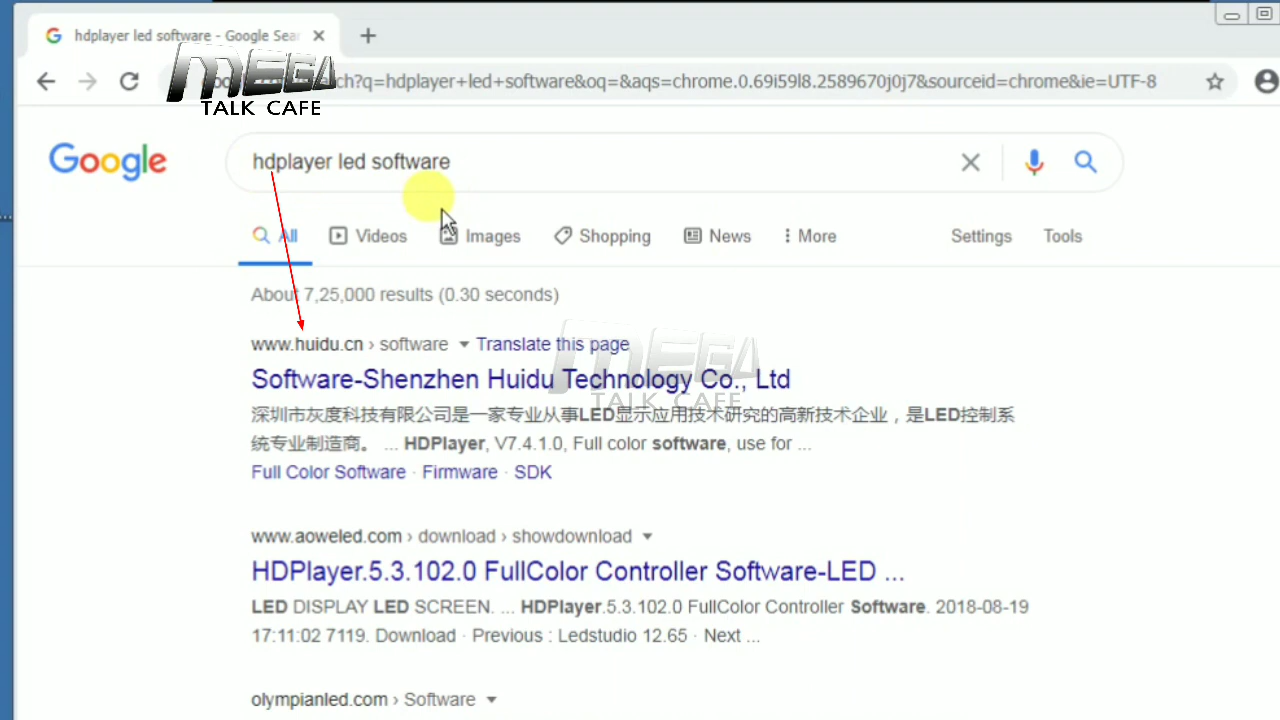 hdplayer led software - Google Sea
MEGA
TALK CAFE
ch?q=hdplayer+led+software&oq=&aqs=chrome.0.69i59l8.2589670j0j7&sourceid=chrome&ie=UTF-8
Google
hdplayer led software
All Videos Images Shopping News More Settings Tools
About 7,25,000 results (0.30 seconds)
www.huidu.cn › software Translate this page
Software-Shenzhen Huidu Technology Co., Ltd
MEGA
TALK CAFE
深圳市灰度科技有限公司是一家专业从事LED显示应用技术研究的高新技术企业，是LED控制系
统专业制造商。 ... HDPlayer, V7.4.1.0, Full color software, use for ...
Full Color Software · Firmware · SDK
www.aoweled.com › download › showdownload
HDPlayer.5.3.102.0 FullColor Controller Software-LED ...
LED DISPLAY LED SCREEN. ... HDPlayer.5.3.102.0 FullColor Controller Software. 2018-08-19
17:11:02 7119. Download · Previous : Ledstudio 12.65 · Next ...
olympianled.com › Software